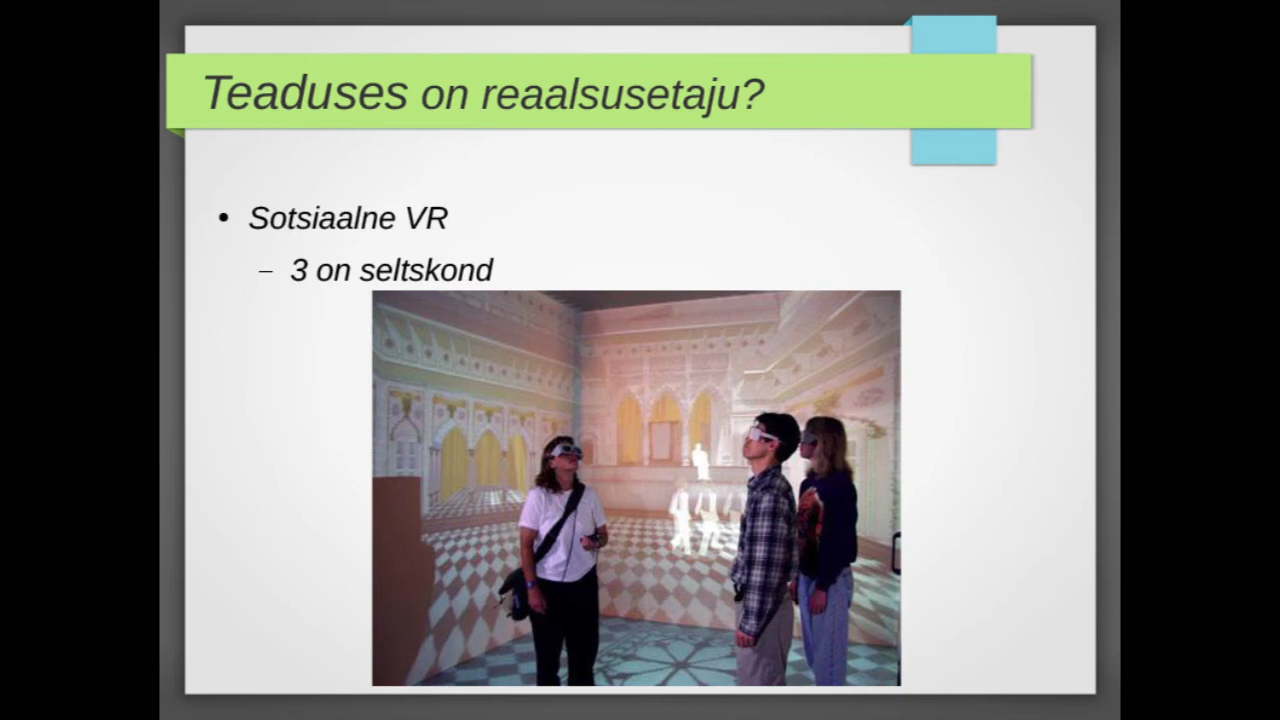 Teaduses on reaalsusetaju?
• Sotsiaalne VR
– 3 on seltskond